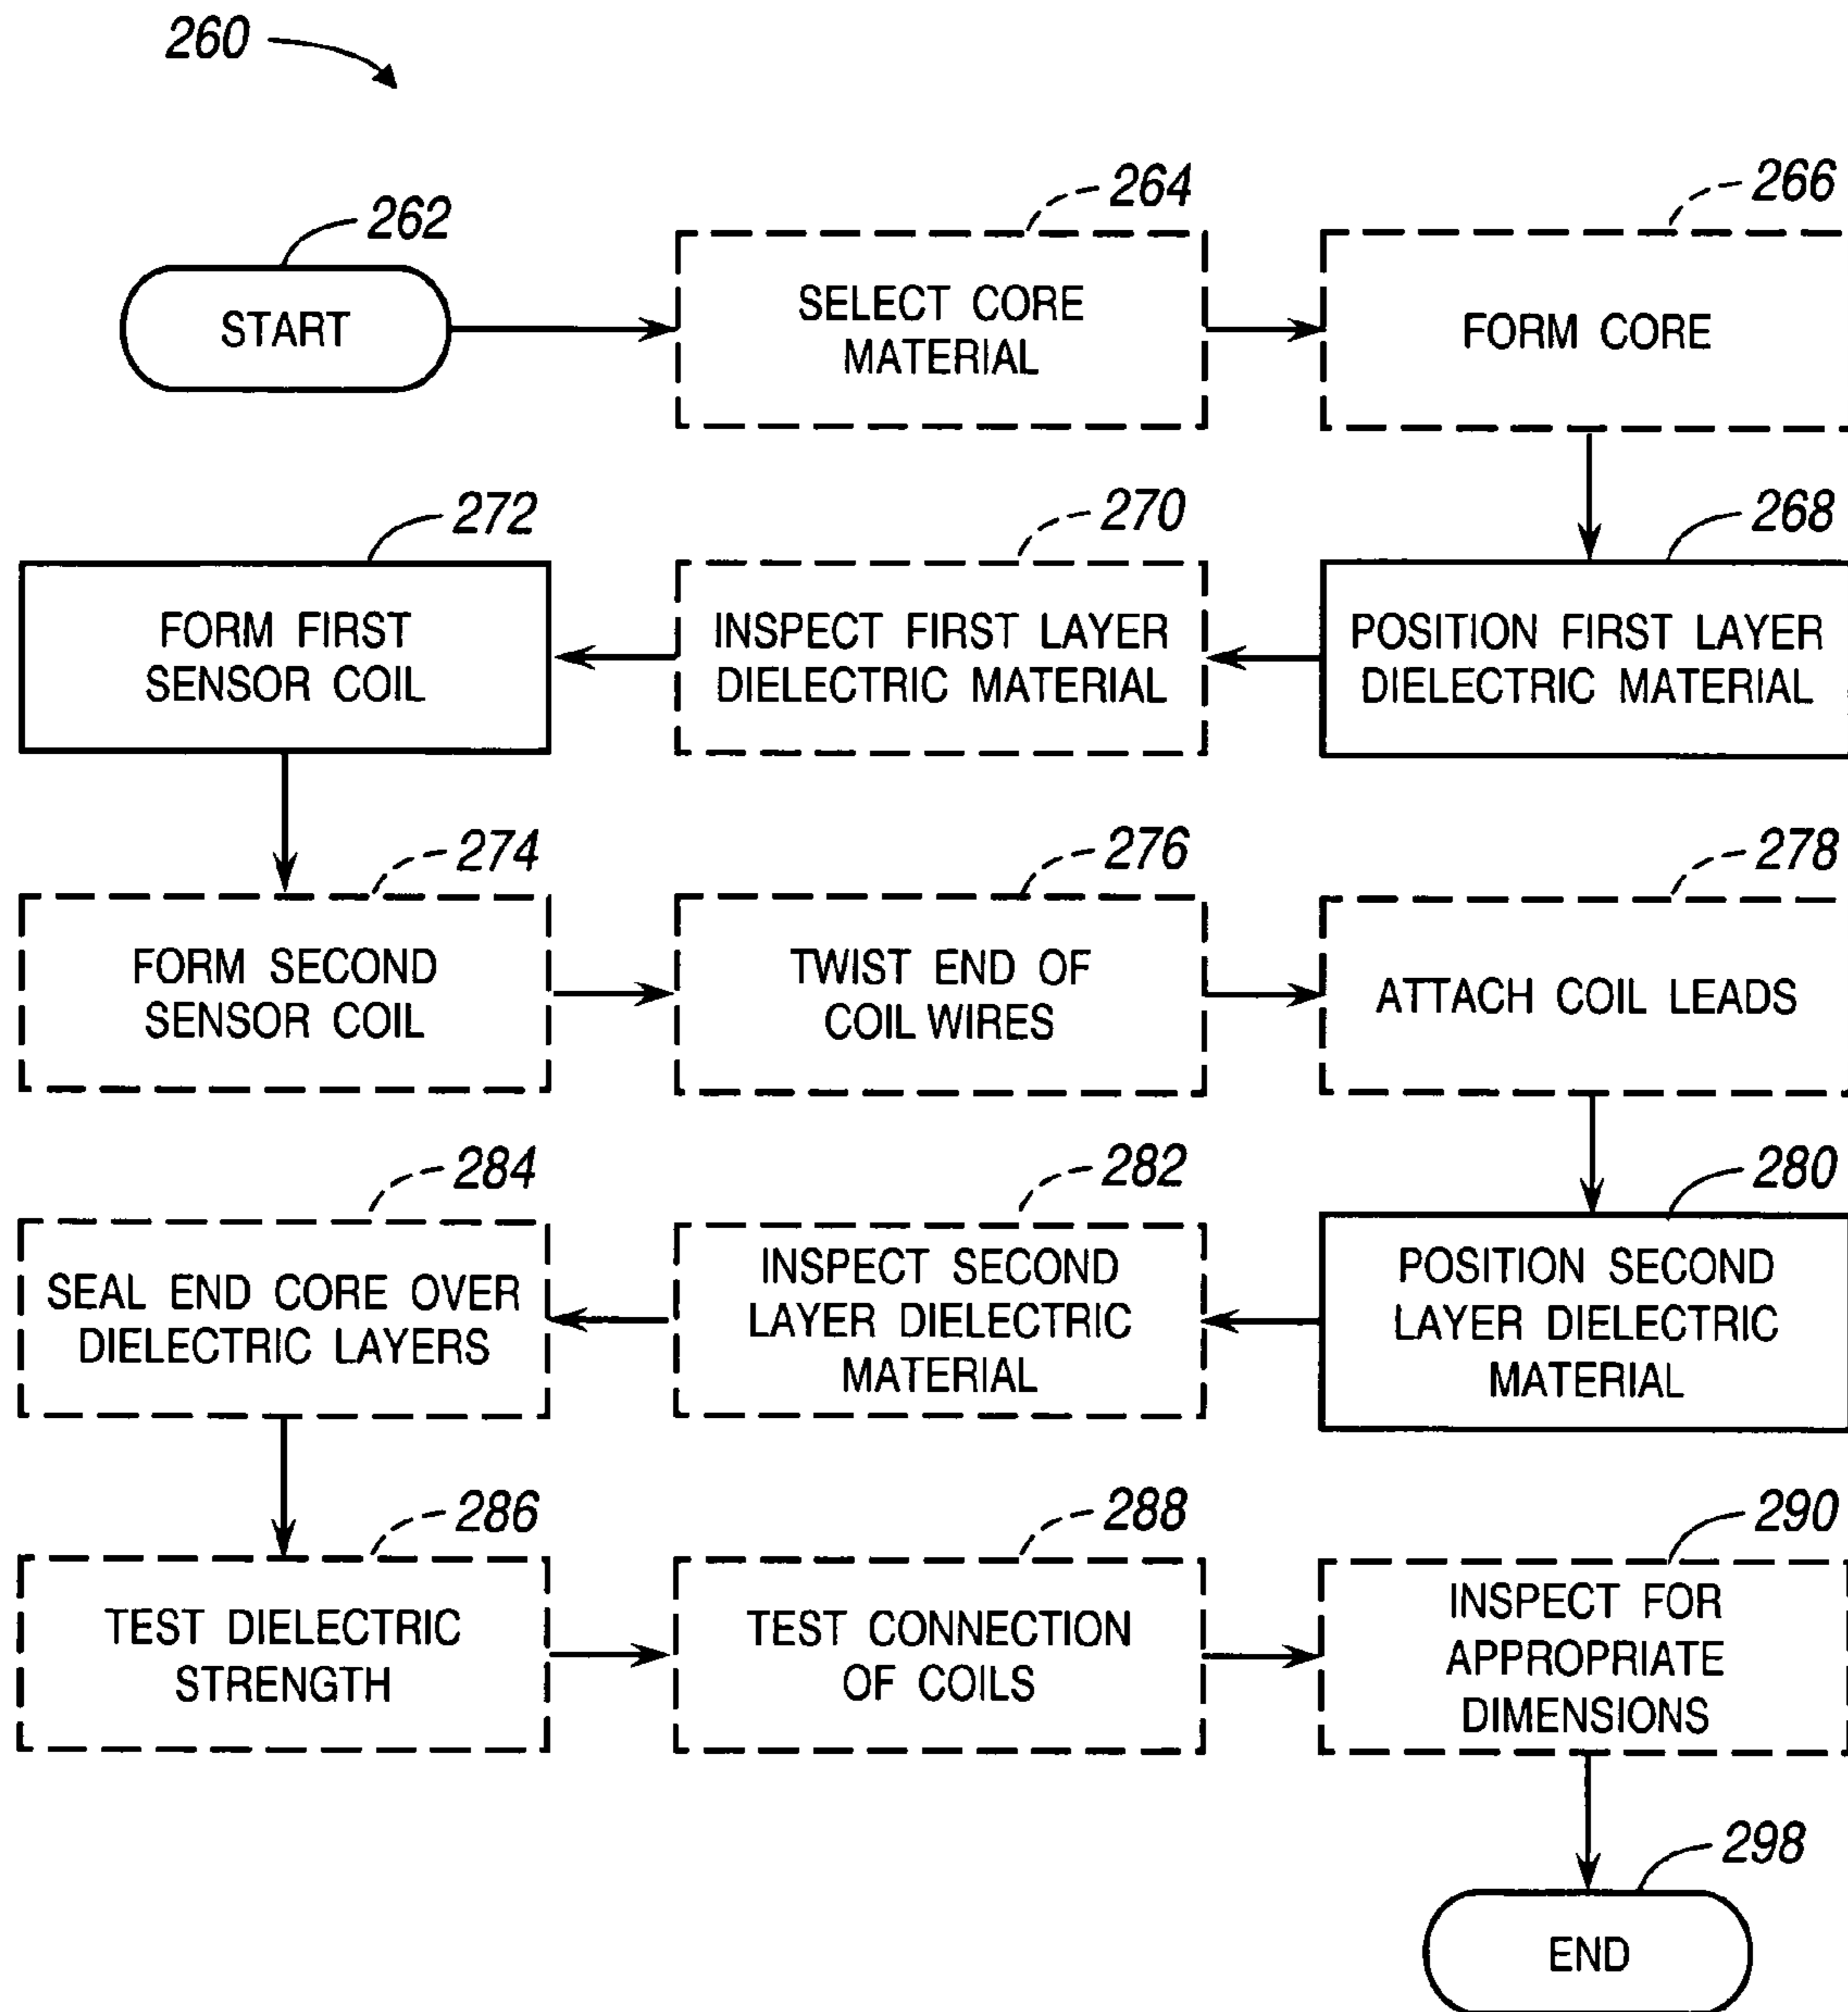 260
262
START
264
SELECT CORE
MATERIAL
266
FORM CORE
268
POSITION FIRST LAYER
DIELECTRIC MATERIAL
270
INSPECT FIRST LAYER
DIELECTRIC MATERIAL
272
FORM FIRST
SENSOR COIL
274
FORM SECOND
SENSOR COIL
276
TWIST END OF
COIL WIRES
278
ATTACH COIL LEADS
280
POSITION SECOND
LAYER DIELECTRIC
MATERIAL
282
INSPECT SECOND
LAYER DIELECTRIC
MATERIAL
284
SEAL END CORE OVER
DIELECTRIC LAYERS
286
TEST DIELECTRIC
STRENGTH
288
TEST CONNECTION
OF COILS
290
INSPECT FOR
APPROPRIATE
DIMENSIONS
298
END